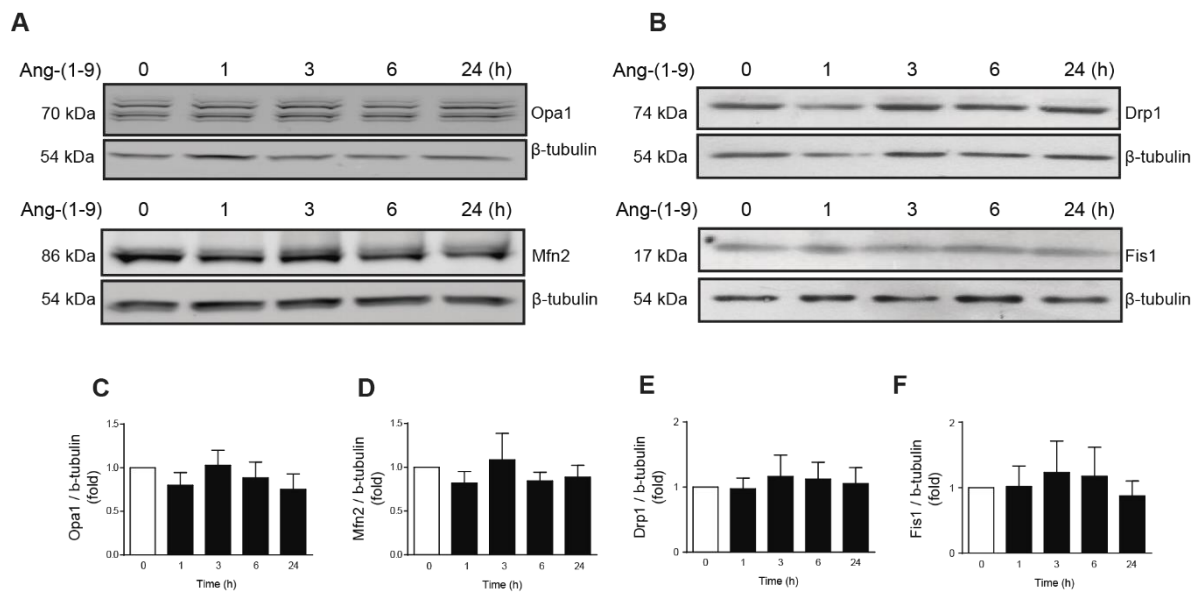 A
B
Ang-(1-9) 0 1 3 6 24 (h)
70 kDa Opa1
54 kDa β-tubulin
Ang-(1-9) 0 1 3 6 24 (h)
86 kDa Mfn2
54 kDa β-tubulin
Ang-(1-9) 0 1 3 6 24 (h)
74 kDa Drp1
54 kDa β-tubulin
Ang-(1-9) 0 1 3 6 24 (h)
17 kDa Fis1
54 kDa β-tubulin
C
Opa1 / b-tubulin
(fold)
1.5
1.0
0.5
0.0
0 1 3 6 24
Time (h)
D
Mfn2 / b-tubulin
(fold)
1.5
1.0
0.5
0.0
0 1 3 6 24
Time (h)
E
Drp1 / b-tubulin
(fold)
2
1
0
0 1 3 6 24
Time (h)
F
Fis1 / b-tubulin
(fold)
2
1
0
0 1 3 6 24
Time (h)